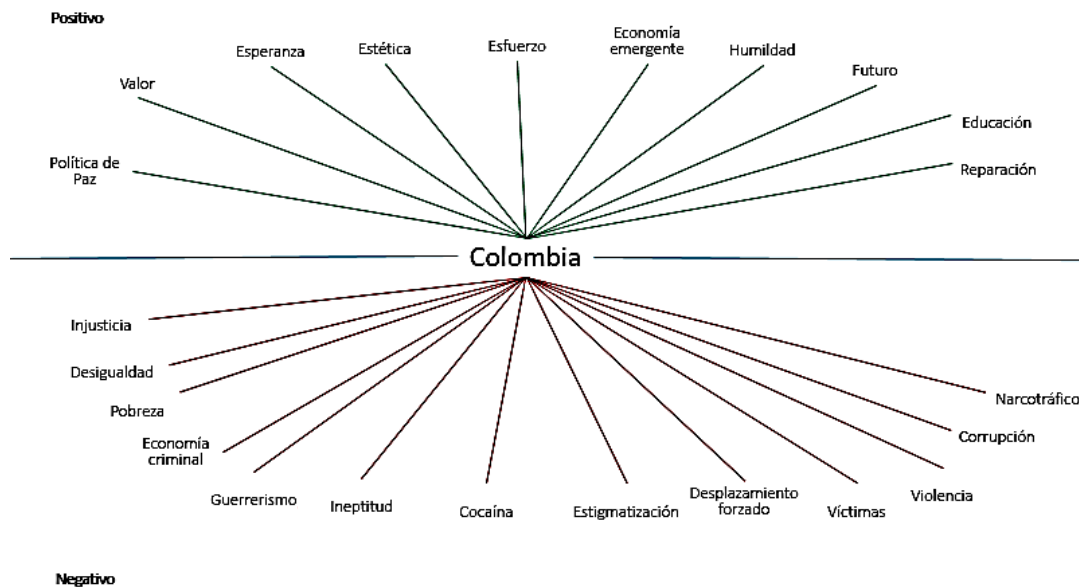 Positivo
Economía
emergente
Esfuerzo
Estética
Esperanza
Humildad
Futuro
Valor
Educación
Política de
Paz
Reparación
Colombia
Injusticia
Desigualdad
Pobreza
Narcotráfico
Economía
criminal
Corrupción
Guerrerismo
Ineptitud
Cocaína
Estigmatización
Desplazamiento
forzado
Víctimas
Violencia
Negativo